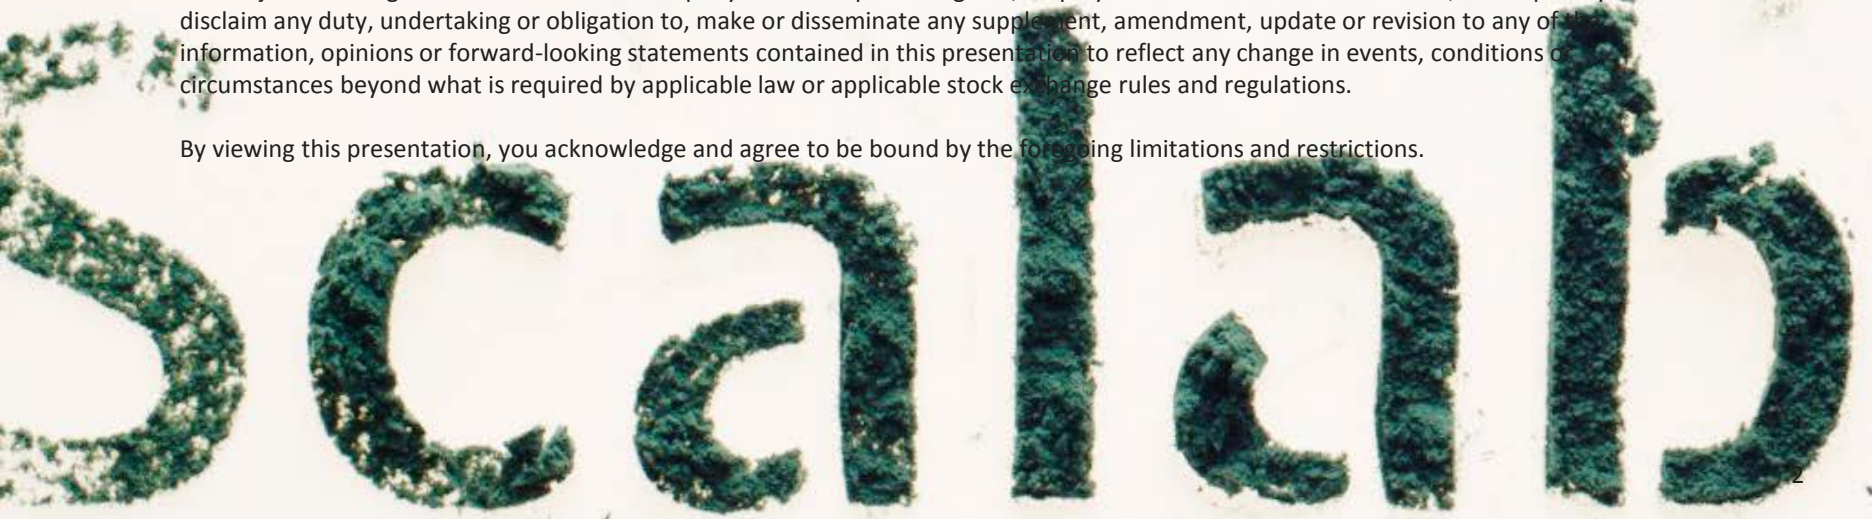 disclaim any duty, undertaking or obligation to, make or disseminate any supplement, amendment, update or revision to any of the
information, opinions or forward-looking statements contained in this presentation to reflect any change in events, conditions or
circumstances beyond what is required by applicable law or applicable stock exchange rules and regulations.
By viewing this presentation, you acknowledge and agree to be bound by the foregoing limitations and restrictions.
Scalab
2